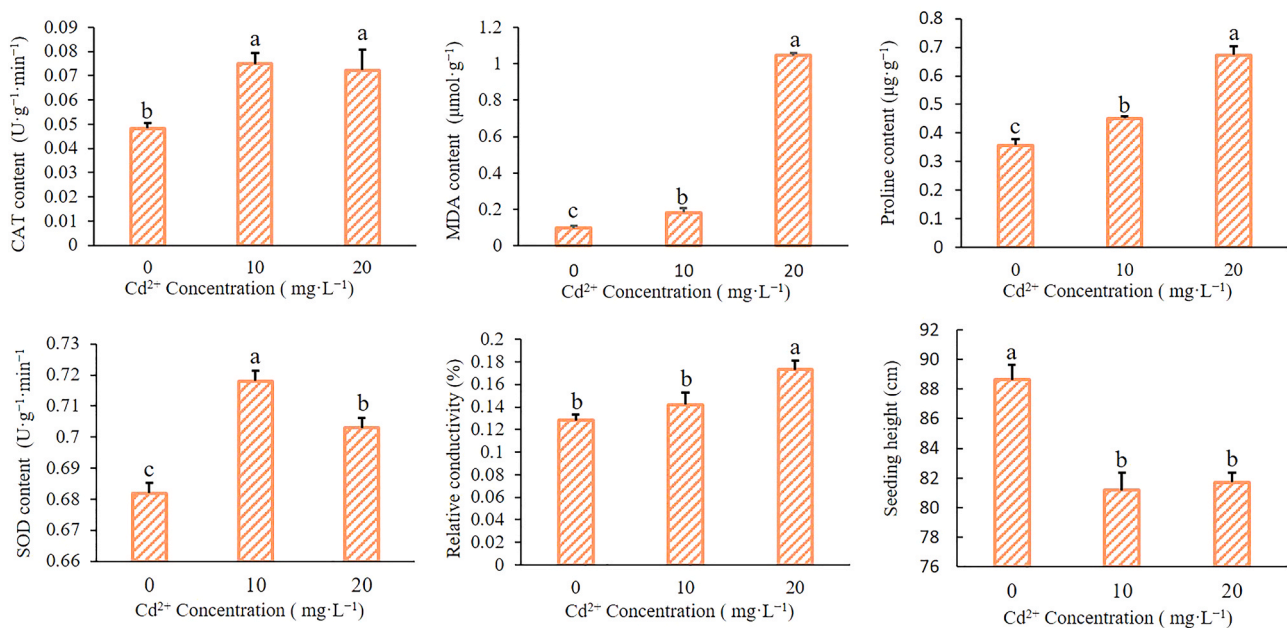 CAT content (U·g⁻¹·min⁻¹)
0.09
0.08
0.07
0.06
0.05
0.04
0.03
0.02
0.01
0
b
a
a
0 10 20
Cd²⁺ Concentration ( mg·L⁻¹)
MDA content (μmol·g⁻¹)
1.2
1
0.8
0.6
0.4
0.2
0
c
b
a
0 10 20
Cd²⁺ Concentration ( mg·L⁻¹)
Proline content (μg·g⁻¹)
0.8
0.7
0.6
0.5
0.4
0.3
0.2
0.1
0
c
b
a
0 10 20
Cd²⁺ Concentration ( mg·L⁻¹)
SOD content (U·g⁻¹·min⁻¹
0.73
0.72
0.71
0.7
0.69
0.68
0.67
0.66
c
a
b
0 10 20
Cd²⁺ Concentration ( mg·L⁻¹)
Relative conductivity (%)
0.2
0.18
0.16
0.14
0.12
0.1
0.08
0.06
0.04
0.02
0
b
b
a
0 10 20
Cd²⁺ Concentration ( mg·L⁻¹)
Seeding height (cm)
92
90
88
86
84
82
80
78
76
a
b
b
0 10 20
Cd²⁺ Concentration ( mg·L⁻¹)